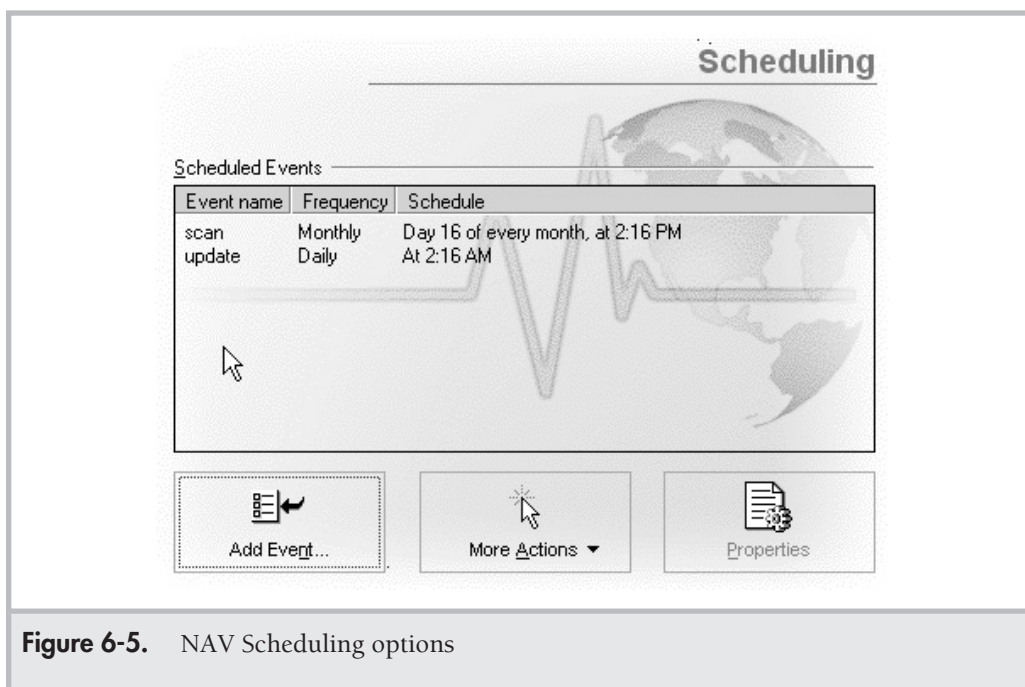 Scheduling
Scheduled Events
Event name Frequency Schedule
scan Monthly Day 16 of every month, at 2:16 PM
update Daily At 2:16 AM
Add Event...
More Actions
Properties
Figure 6-5. NAV Scheduling options